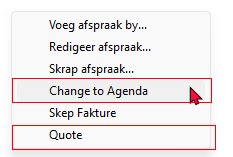 Voeg afspraak by...
Redigeer afspraak...
Skrap afspraak...
Change to Agenda
Skep Fakture
Quote